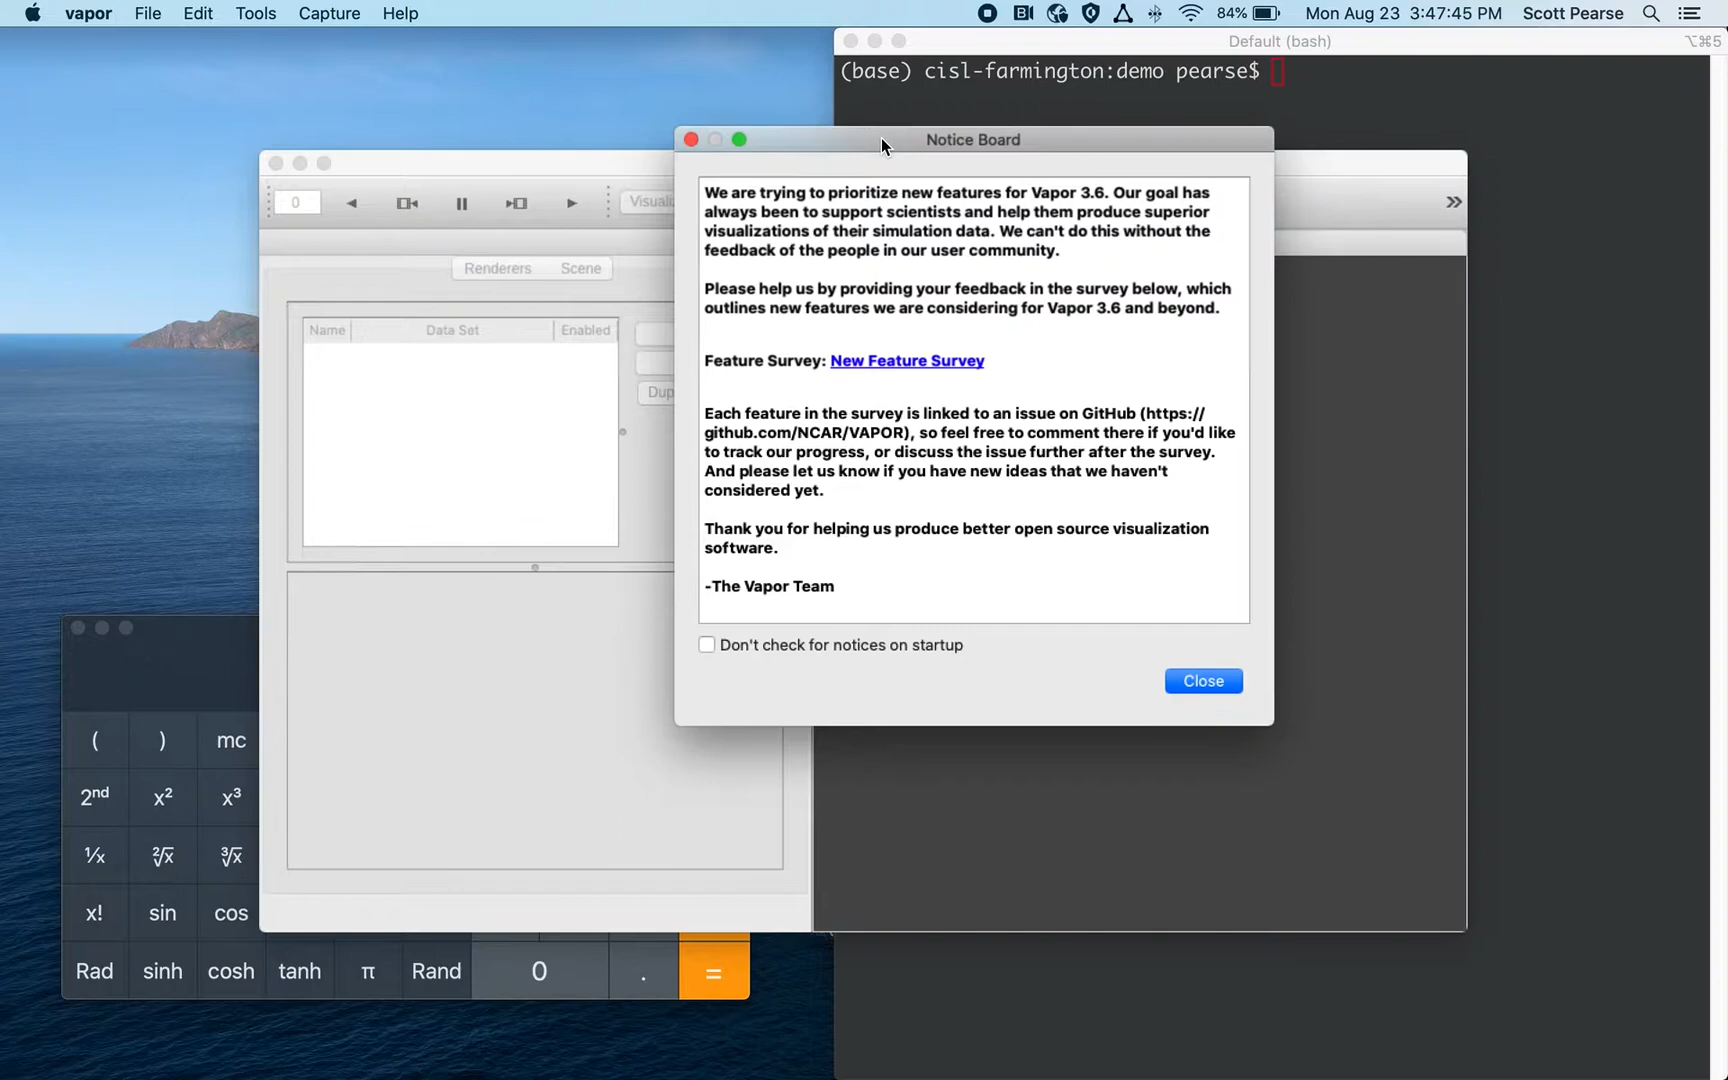 vapor File Edit Tools Capture Help 84% Mon Aug 23 3:47:45 PM Scott Pearse
Default (bash) ⌥⌘5
(base) cisl-farmington:demo pearse$
Notice Board
0 Visuali
Renderers Scene
Name Data Set Enabled
Dup
We are trying to prioritize new features for Vapor 3.6. Our goal has
always been to support scientists and help them produce superior
visualizations of their simulation data. We can't do this without the
feedback of the people in our user community.
Please help us by providing your feedback in the survey below, which
outlines new features we are considering for Vapor 3.6 and beyond.
Feature Survey: New Feature Survey
Each feature in the survey is linked to an issue on GitHub (https://
github.com/NCAR/VAPOR), so feel free to comment there if you'd like
to track our progress, or discuss the issue further after the survey.
And please let us know if you have new ideas that we haven't
considered yet.
Thank you for helping us produce better open source visualization
software.
-The Vapor Team
Don't check for notices on startup
Close
( ) mc
2nd x² x³
¹⁄x ²√x ³√x
x! sin cos
Rad sinh cosh tanh π Rand 0 . =